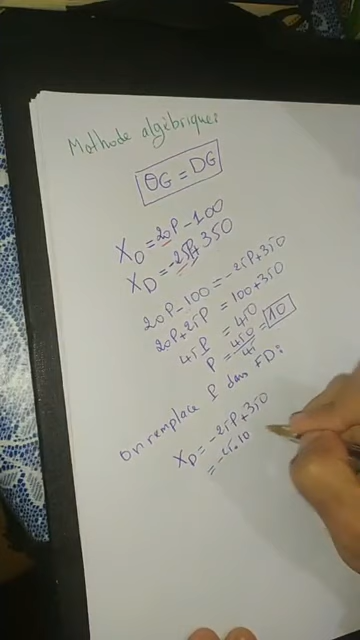 Mathode algébrique:
OG = DG
XO = 20P - 100
XD = -25P + 350
20P - 100 = -25P + 350
20P + 25P = 100 + 350
45P = 450
P = 450/45 = 10
on remplace P dans FD:
XD = -25P + 350
= -25.10